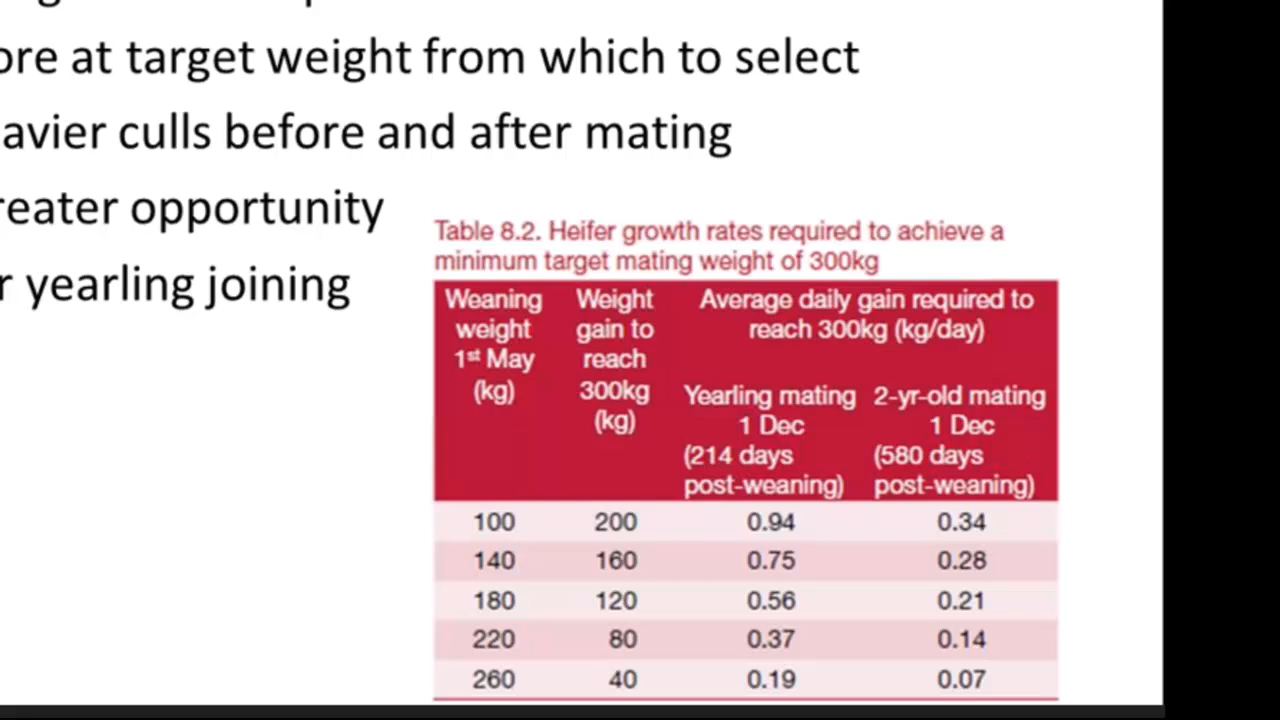 ore at target weight from which to select
avier culls before and after mating
reater opportunity
r yearling joining
Table 8.2. Heifer growth rates required to achieve a
minimum target mating weight of 300kg
Weaning weight 1st May (kg)
Weight gain to reach 300kg (kg)
Average daily gain required to reach 300kg (kg/day)
Yearling mating 1 Dec (214 days post-weaning)
2-yr-old mating 1 Dec (580 days post-weaning)
100 200 0.94 0.34
140 160 0.75 0.28
180 120 0.56 0.21
220 80 0.37 0.14
260 40 0.19 0.07